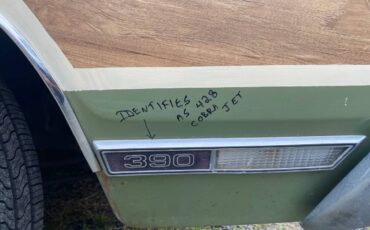 IDENTIFIES
AS 428
COBRA JET
390